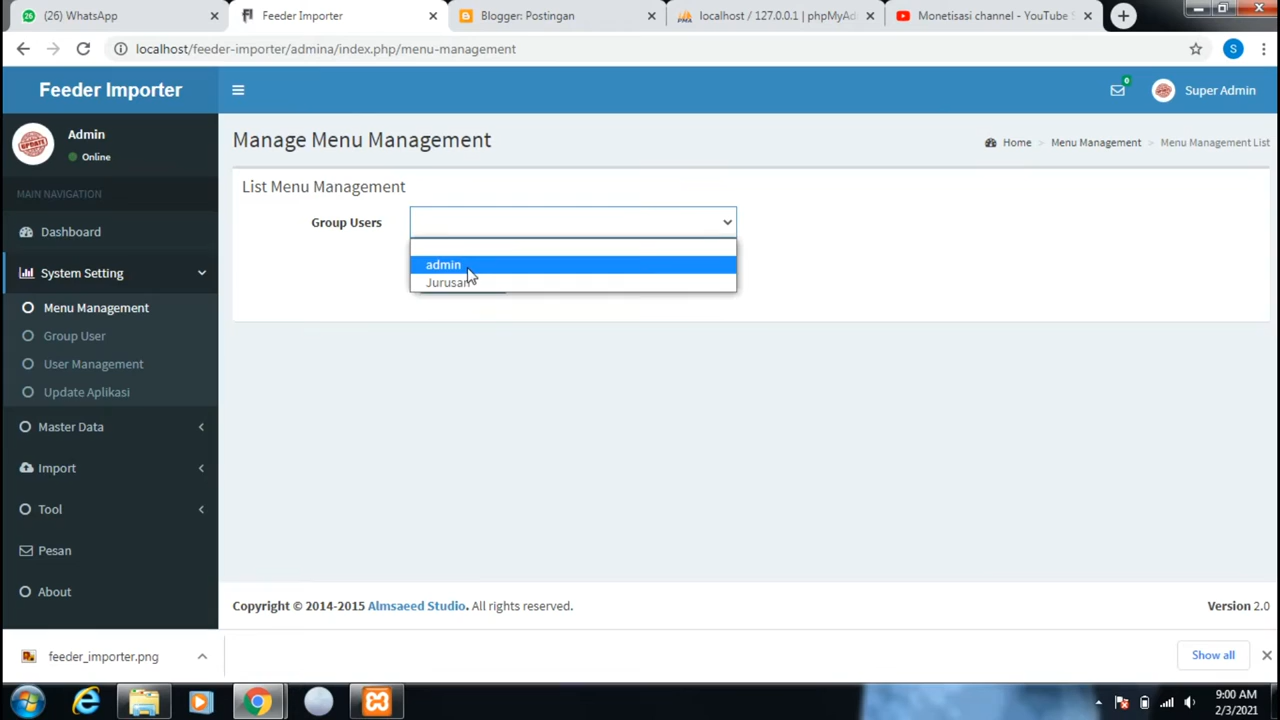 (26) WhatsApp
Feeder Importer
Blogger: Postingan
localhost / 127.0.0.1 | phpMyAd
Monetisasi channel - YouTube S
localhost/feeder-importer/admina/index.php/menu-management
S
Feeder Importer
0
Super Admin
Admin
Online
Manage Menu Management
Home > Menu Management > Menu Management List
MAIN NAVIGATION
List Menu Management
Group Users
Dashboard
admin
System Setting
Jurusan
Menu Management
Group User
User Management
Update Aplikasi
Master Data
Import
Tool
Pesan
About
Copyright © 2014-2015 Almsaeed Studio. All rights reserved.
Version 2.0
feeder_importer.png
Show all
9:00 AM
2/3/2021